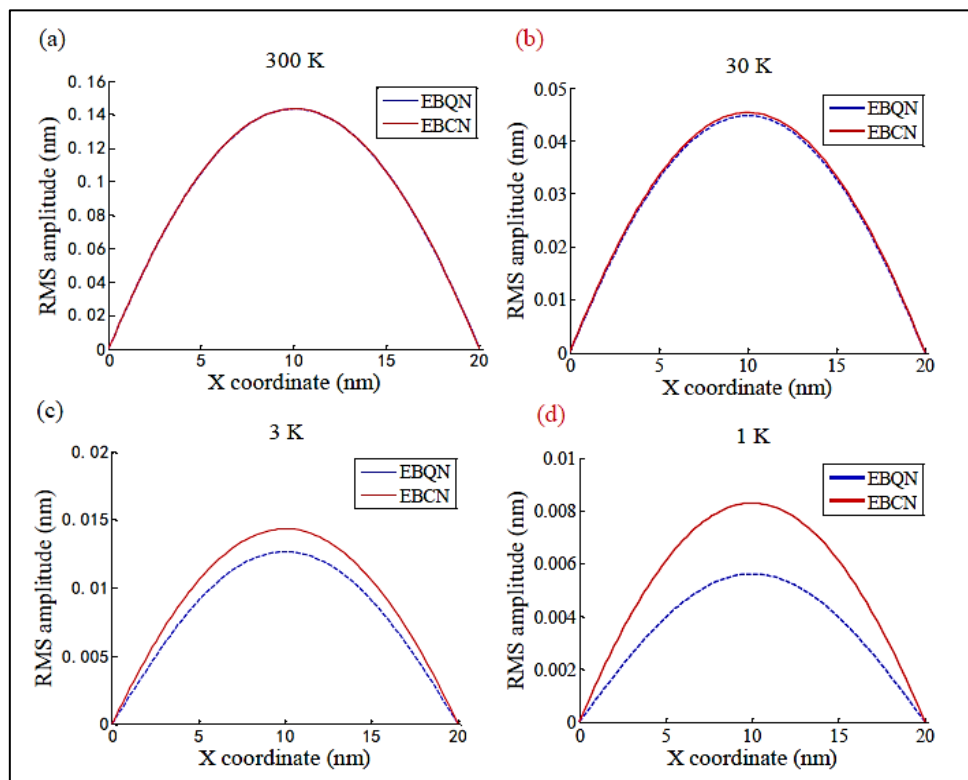 (a)
300 K
RMS amplitude (nm)
0. 16
0.14
0.12
0.1
0. 08
0. 06
0. 04
0. 02
0
0
5
10
15
20
X coordinate (nm)
EBQN
EBCN
(b)
30 K
RMS amplitude (nm)
0.05
0.04
0.03
0.02
0.01
0
0
5
10
15
20
X coordinate (nm)
EBQN
EBCN
(c)
3 K
RMS amplitude (nm)
0. 02
0.015
0. 01
0. 005
0
0
5
10
15
20
X coordinate (nm)
EBQN
EBCN
(d)
1 K
RMS amplitude (nm)
0.01
0.008
0.006
0.004
0.002
0
0
5
10
15
20
X coordinate (nm)
EBQN
EBCN